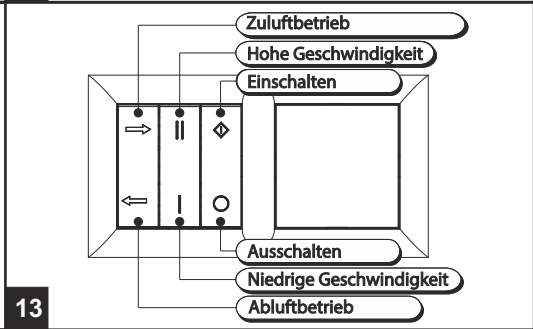 Zuluftbetrieb
Hohe Geschwindigkeit
Einschalten
Ausschalten
Niedrige Geschwindigkeit
Abluftbetrieb
13